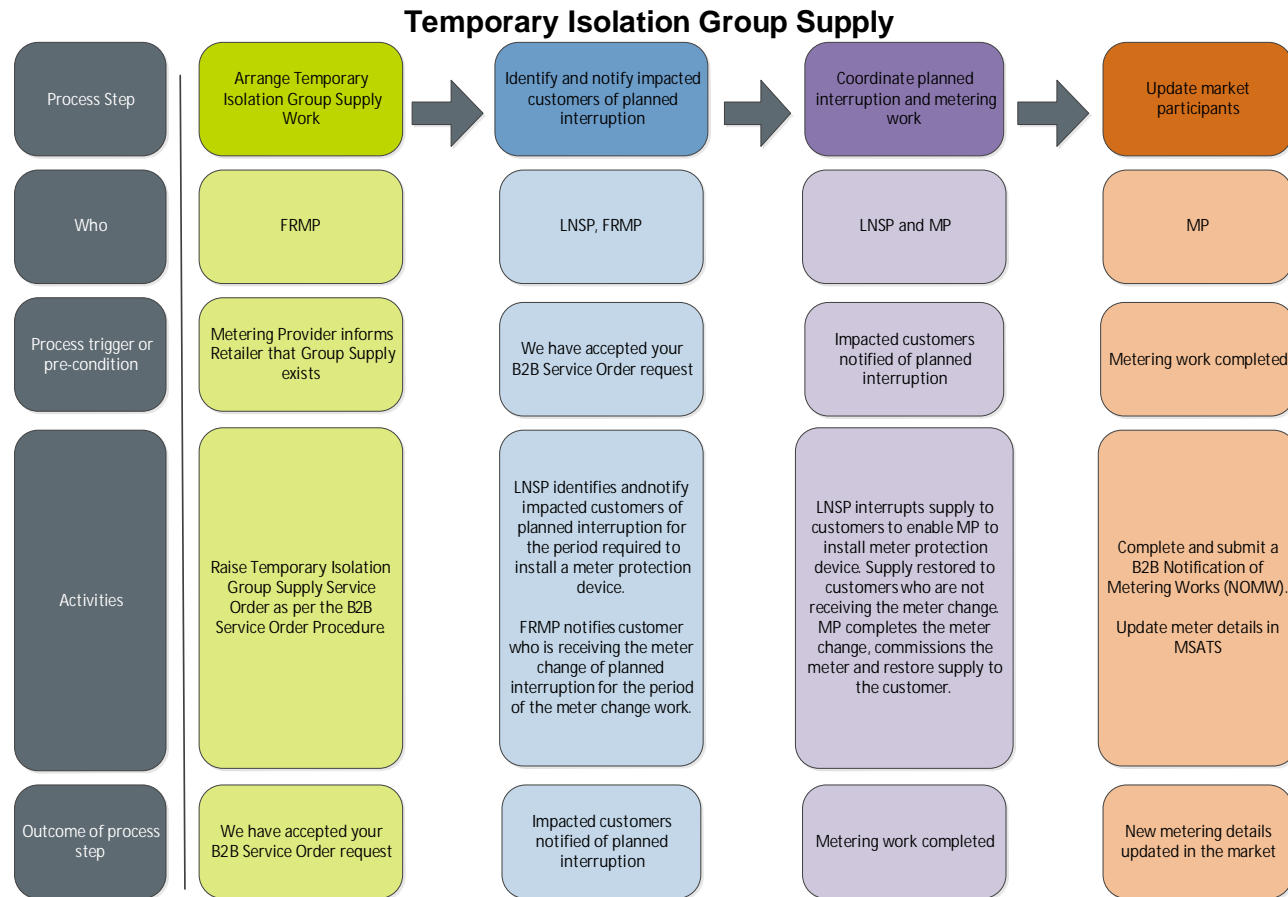 Temporary Isolation Group Supply
Process Step
Arrange Temporary
Isolation Group Supply
Work
Identify and notify impacted
customers of planned
interruption
Coordinate planned
interruption and metering
work
Update market
participants
Who
FRMP
LNSP, FRMP
LNSP and MP
MP
Process trigger or
pre-condition
Metering Provider informs
Retailer that Group Supply
exists
We have accepted your
B2B Service Order request
Impacted customers
notified of planned
interruption
Metering work completed
Activities
Raise Temporary Isolation
Group Supply Service
Order as per the B2B
Service Order Procedure.
LNSP identifies andnotify
impacted customers of
planned interruption for
the period required to
install a meter protection
device.
FRMP notifies customer
who is receiving the meter
change of planned
interruption for the period
of the meter change work.
LNSP interrupts supply to
customers to enable MP to
install meter protection
device. Supply restored to
customers who are not
receiving the meter change.
MP completes the meter
change, commissions the
meter and restore supply to
the customer.
Complete and submit a
B2B Notification of
Metering Works (NOMW).
Update meter details in
MSATS
Outcome of process
step
We have accepted your
B2B Service Order request
Impacted customers
notified of planned
interruption
Metering work completed
New metering details
updated in the market